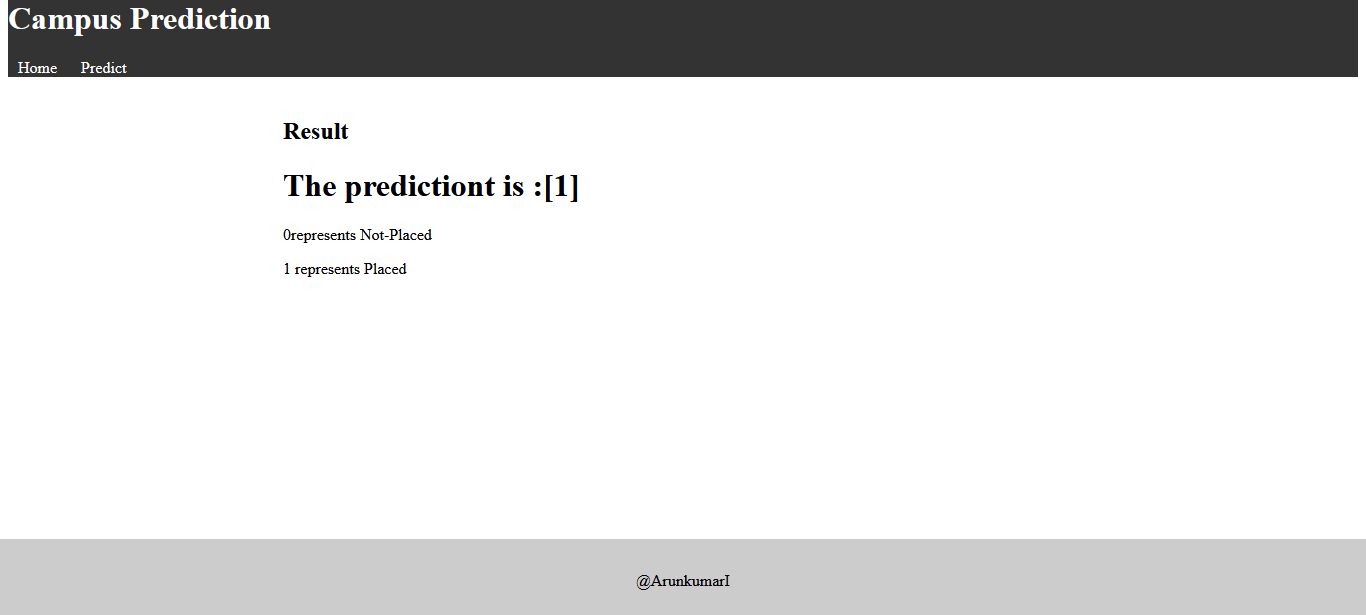 Campus Prediction
Home Predict
Result
The predictiont is :[1]
0represents Not-Placed
1 represents Placed
@ArunkumarI